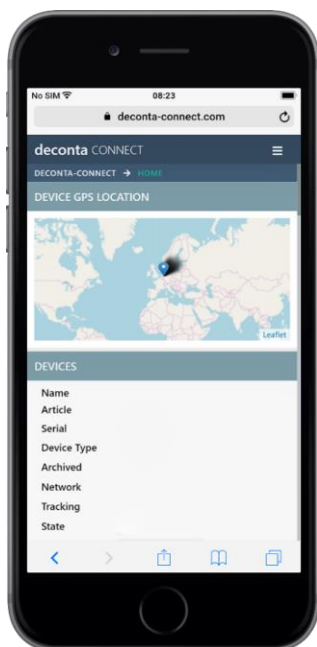 No SIM 08:23
deconta-connect.com
deconta CONNECT
DECONTA-CONNECT → HOME
DEVICE GPS LOCATION
Leaflet
DEVICES
Name
Article
Serial
Device Type
Archived
Network
Tracking
State